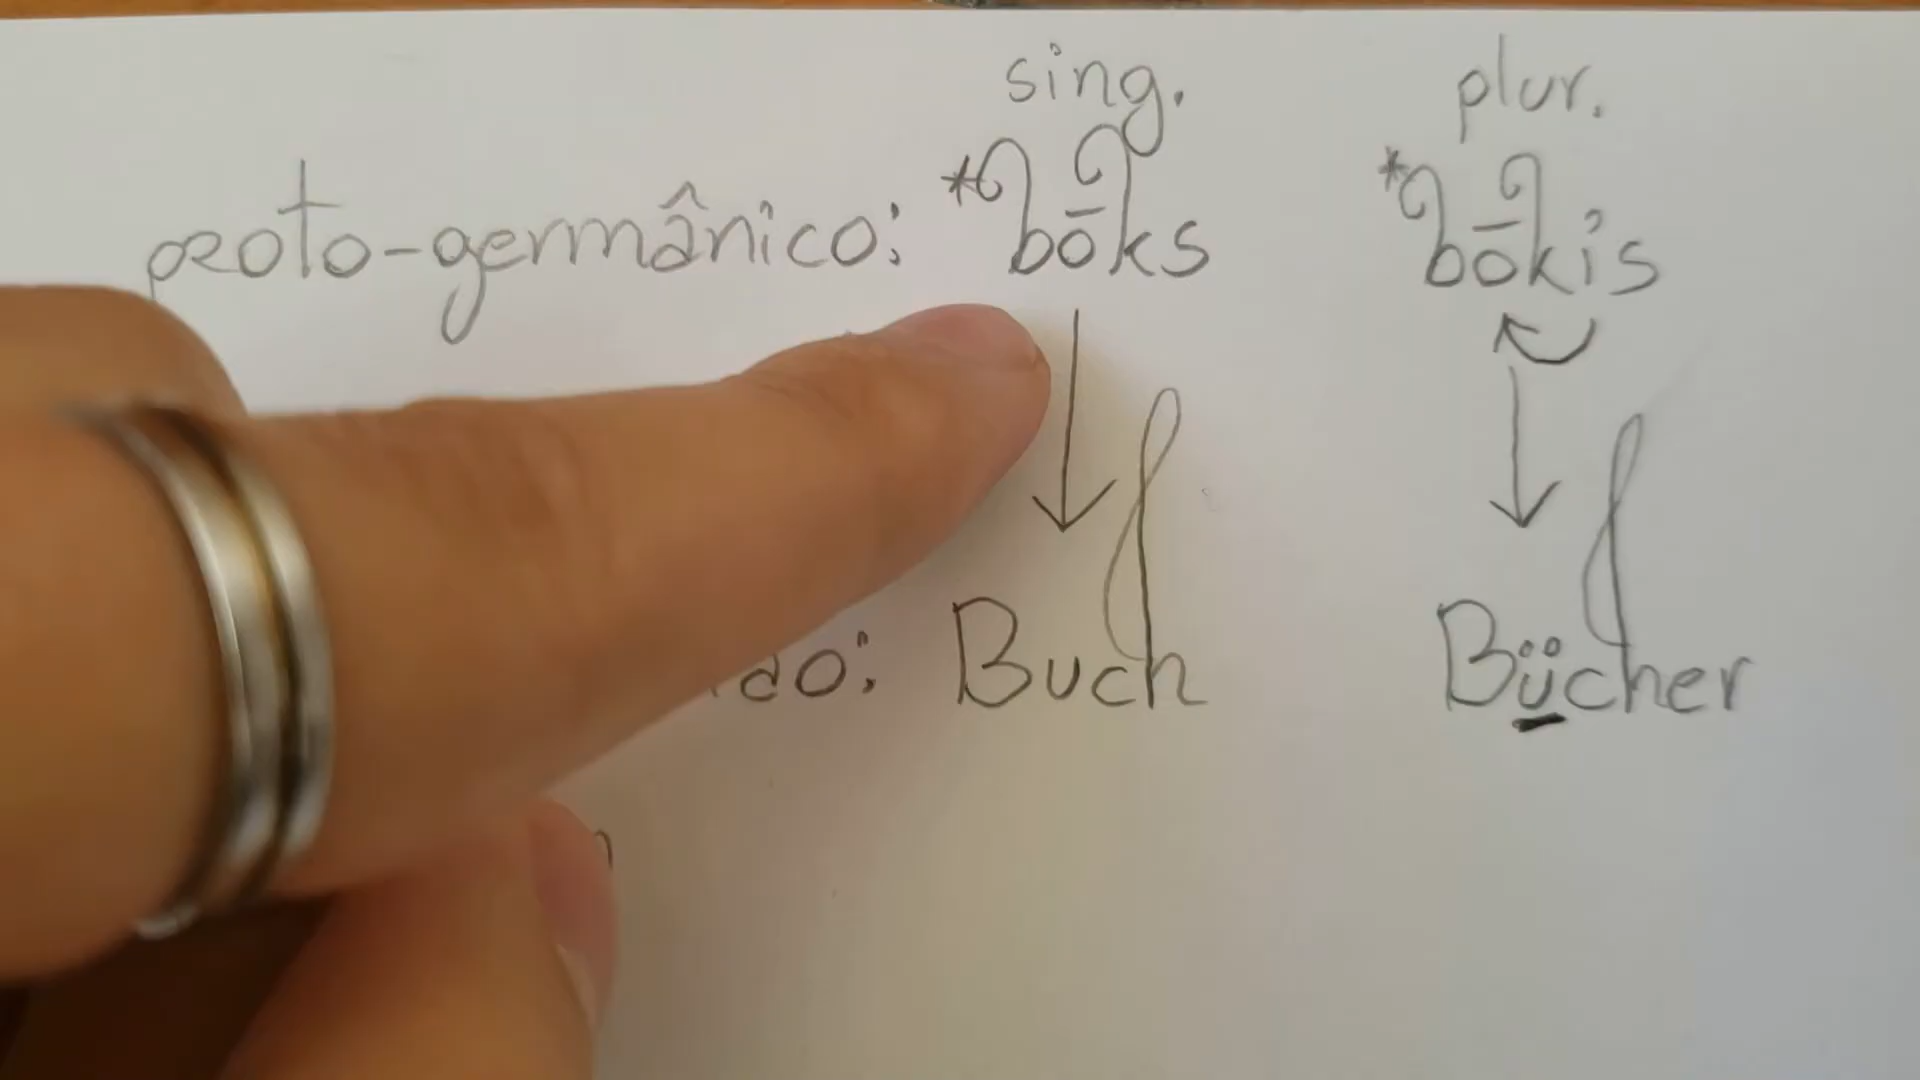 sing. plur.
proto-germânico: *bōks *bōkis
Buch Bücher